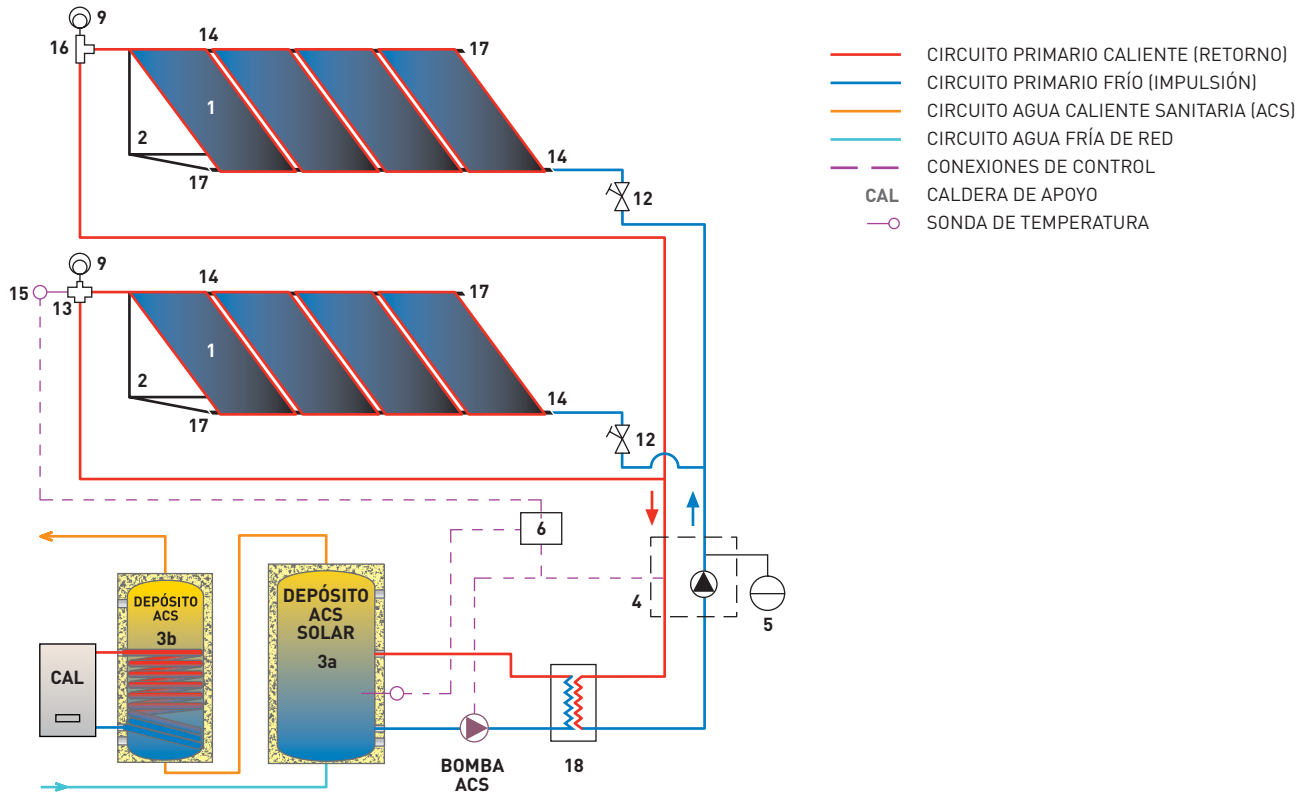 9
16
14
17
1
2
17
14
12
9
15
13
14
17
1
2
17
14
12
6
4
5
DEPÓSITO
ACS
3b
DEPÓSITO
ACS
SOLAR
3a
CAL
BOMBA
ACS
18
CIRCUITO PRIMARIO CALIENTE (RETORNO)
CIRCUITO PRIMARIO FRÍO (IMPULSIÓN)
CIRCUITO AGUA CALIENTE SANITARIA (ACS)
CIRCUITO AGUA FRÍA DE RED
CONEXIONES DE CONTROL
CAL CALDERA DE APOYO
SONDA DE TEMPERATURA